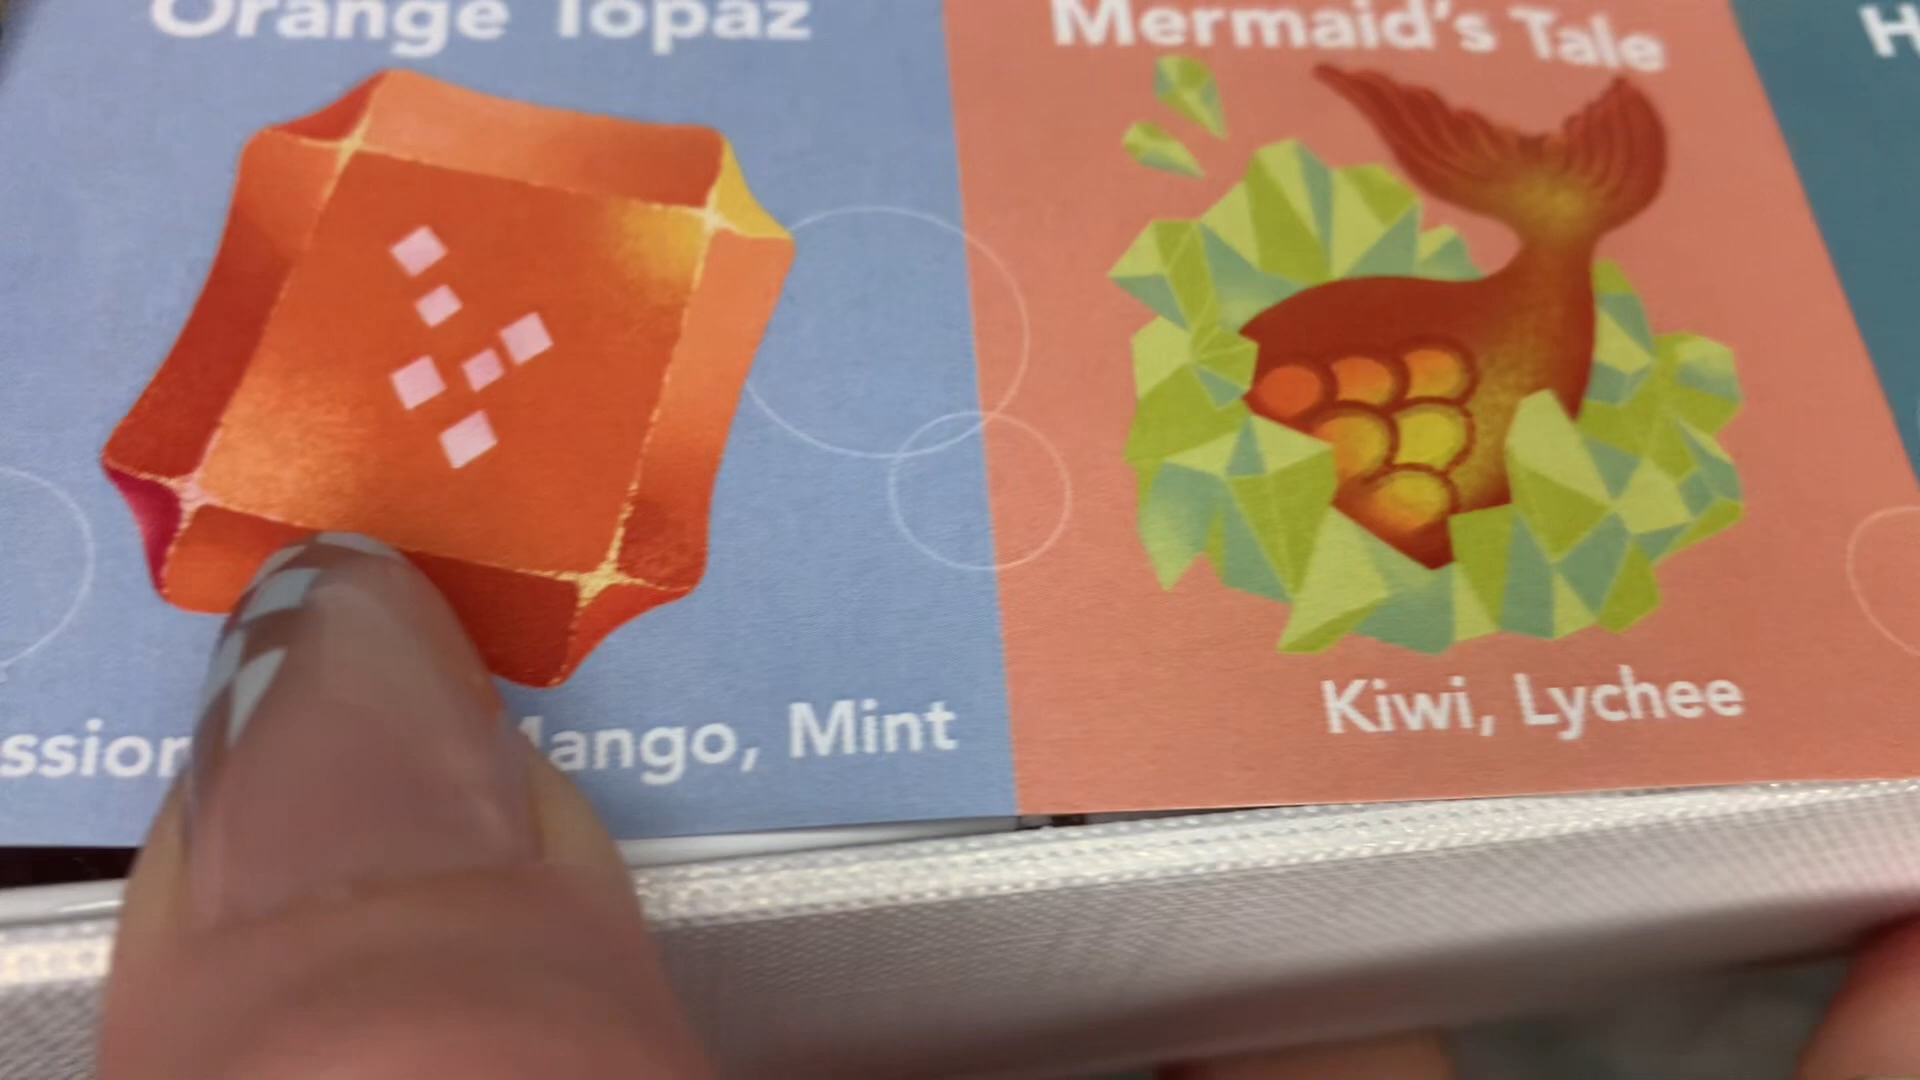 Orange Topaz
Mermaid's Tale
Mango, Mint
Kiwi, Lychee